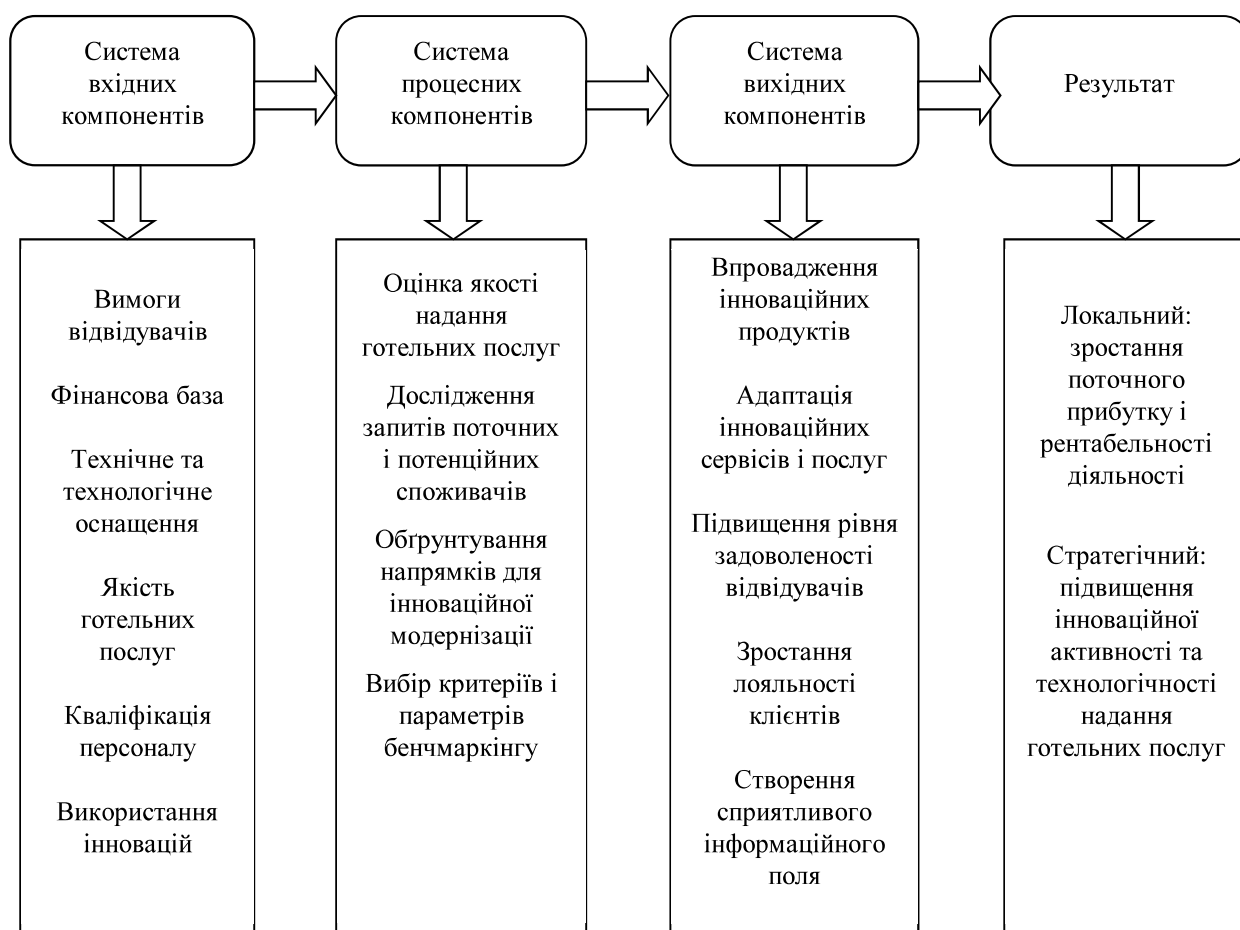 Система
вхідних
компонентів
Система
процесних
компонентів
Система
вихідних
компонентів
Результат
Вимоги
відвідувачів
Фінансова база
Технічне та
технологічне
оснащення
Якість
готельних
послуг
Кваліфікація
персоналу
Використання
інновацій
Оцінка якості
надання
готельних послуг
Дослідження
запитів поточних
і потенційних
споживачів
Обґрунтування
напрямків для
інноваційної
модернізації
Вибір критеріїв і
параметрів
бенчмаркінгу
Впровадження
інноваційних
продуктів
Адаптація
інноваційних
сервісів і послуг
Підвищення рівня
задоволеності
відвідувачів
Зростання
лояльності
клієнтів
Створення
сприятливого
інформаційного
поля
Локальний:
зростання
поточного
прибутку і
рентабельності
діяльності
Стратегічний:
підвищення
інноваційної
активності та
технологічності
надання
готельних послуг